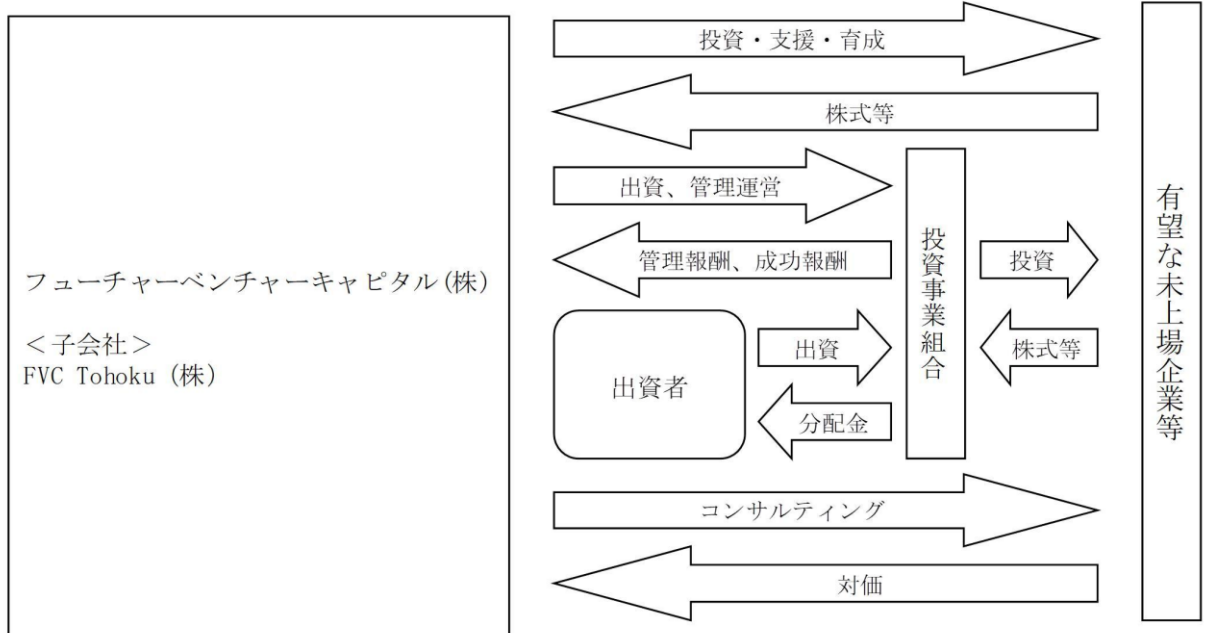 フューチャーベンチャーキャピタル(株)
＜子会社＞
FVC Tohoku (株)
投資・支援・育成
株式等
出資、管理運営
管理報酬、成功報酬
出資者
出資
分配金
投資事業組合
投資
株式等
コンサルティング
対価
有望な未上場企業等